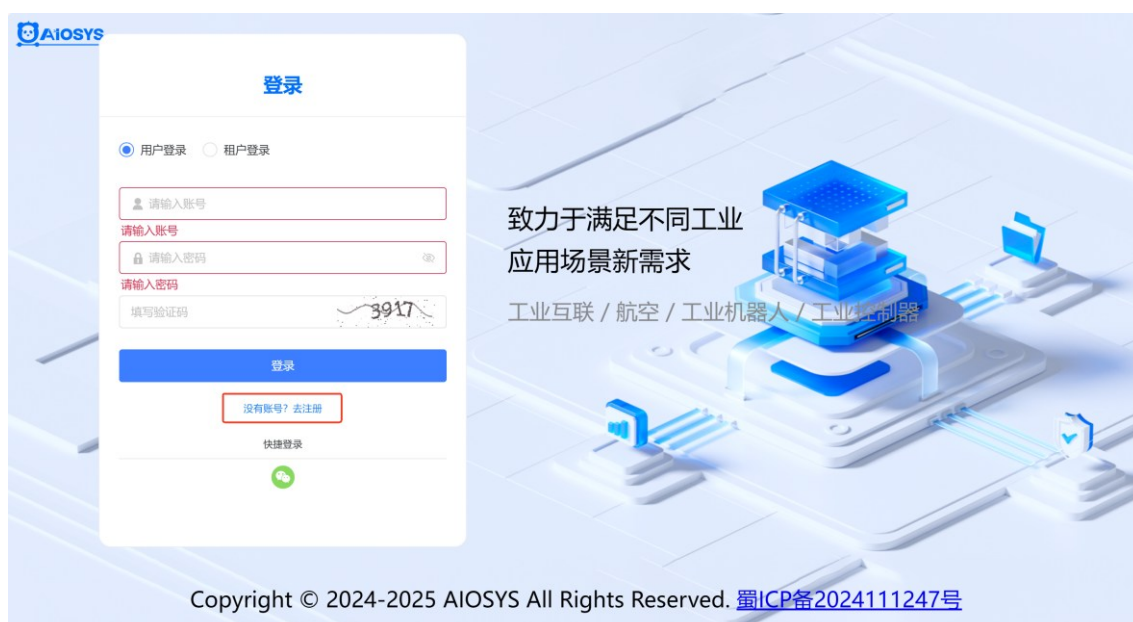 AIOSYS
登录
用户登录 租户登录
请输入账号
请输入账号
请输入密码
请输入密码
填写验证码 3917
登录
没有账号？去注册
快捷登录
致力于满足不同工业
应用场景新需求
工业互联 / 航空 / 工业机器人 / 工业控制器
Copyright © 2024-2025 AIOSYS All Rights Reserved. 蜀ICP备2024111247号